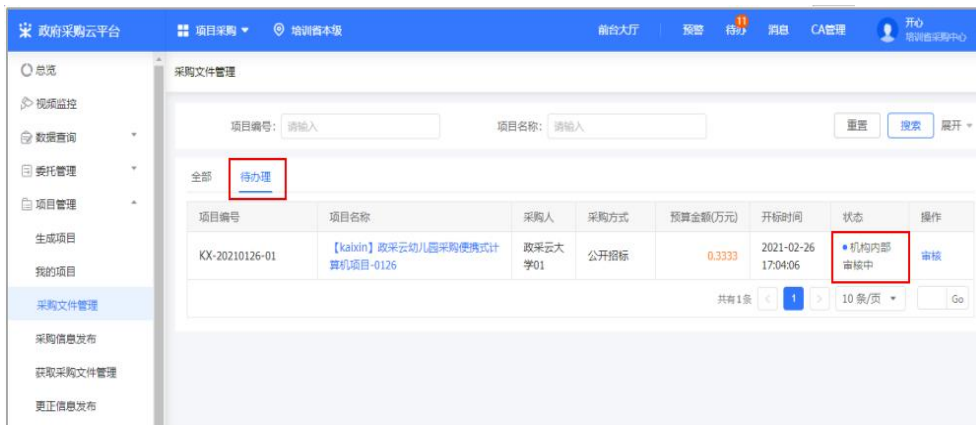 政府采购云平台 项目采购 培训省本级 前台大厅 预警 待办 11 消息 CA管理 开心
培训省采购中心
总览
采购文件管理
视频监控
项目编号： 请输入 项目名称： 请输入 重置 搜索 展开
数据查询
委托管理
全部 待办理
项目管理
项目编号 项目名称 采购人 采购方式 预算金额(万元) 开标时间 状态 操作
生成项目
KX-20210126-01 【kaixin】政采云幼儿园采购便携式计 政采云大 公开招标 0.3333 2021-02-26 机构内部 审核
算机项目-0126 学01 17:04:06 审核中
我的项目
采购文件管理
共有1条 < 1 > 10 条/页 Go
采购信息发布
获取采购文件管理
更正信息发布